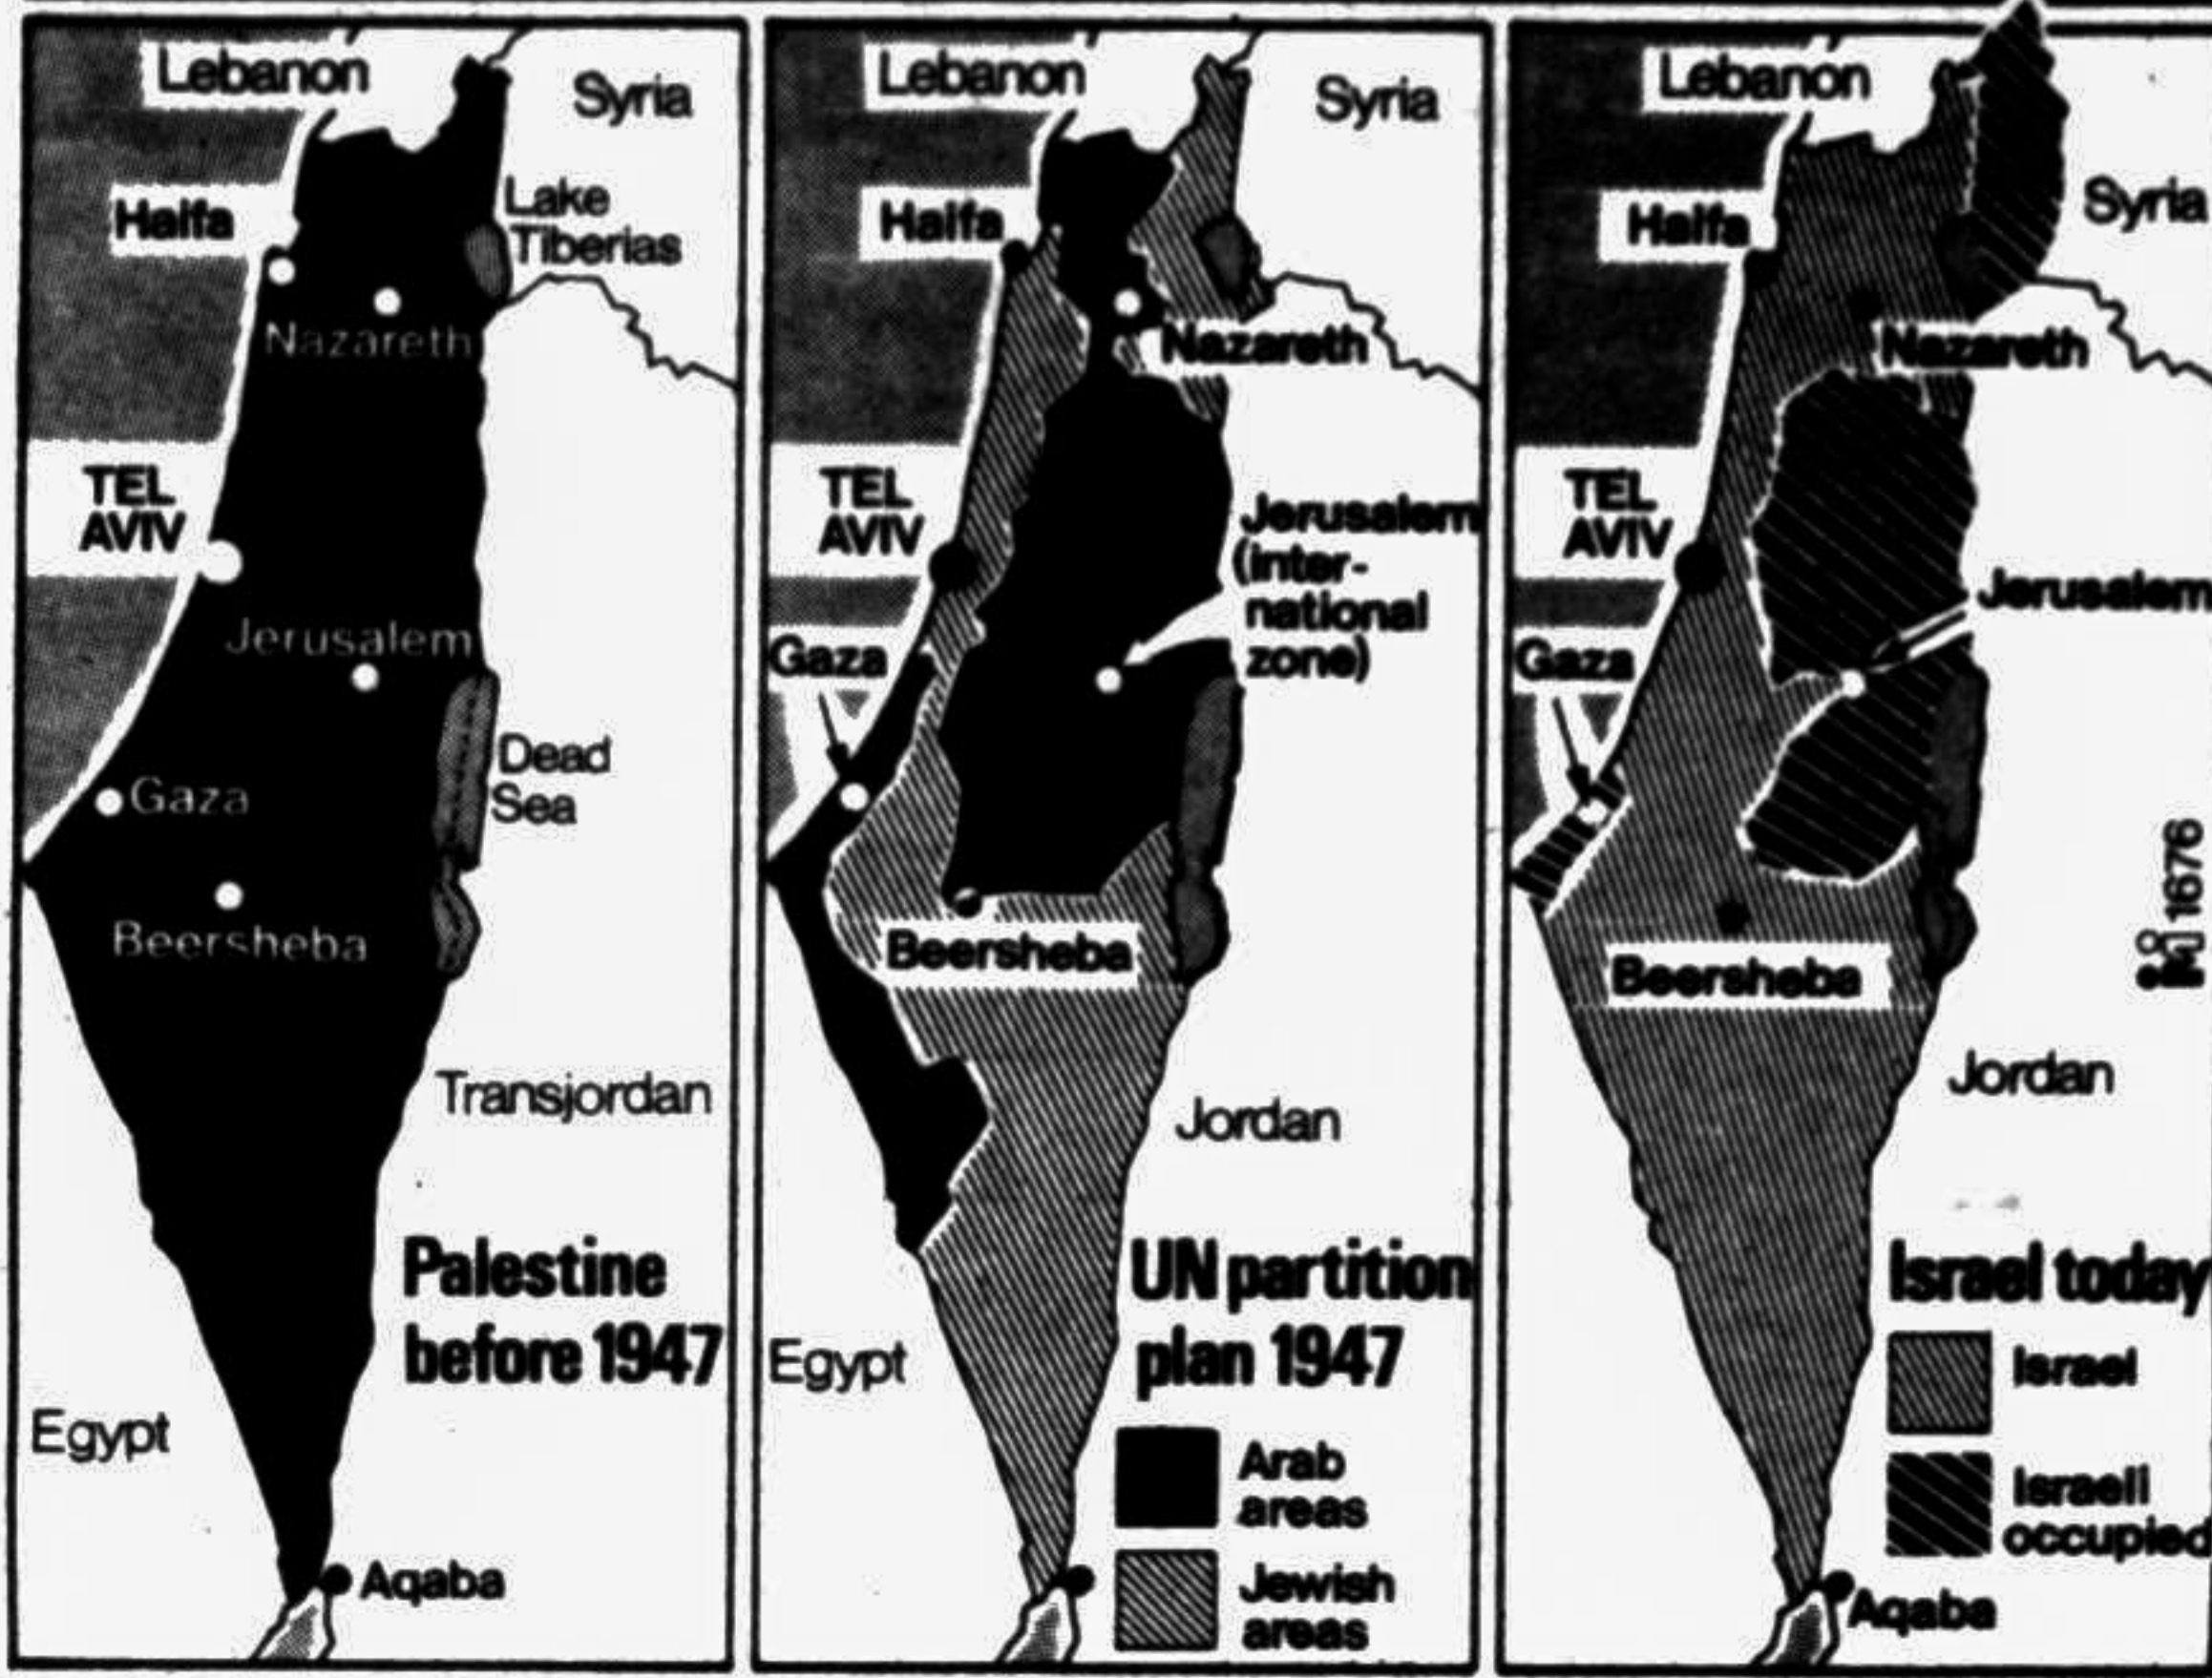 Lebanon
Syria
Haifa
Lake
Tiberias
Nazareth
TEL
AVIV
Jerusalem
Gaza
Dead
Sea
Beersheba
Transjordan
Palestine
before 1947
Egypt
Aqaba
Lebanon
Syria
Haifa
Nazareth
TEL
AVIV
Jerusalem
(inter-
national
zone)
Gaza
Beersheba
Jordan
UN partition
plan 1947
Egypt
Arab
areas
Jewish
areas
Lebanon
Syria
Haifa
Nazareth
TEL
AVIV
Jerusalem
Gaza
Beersheba
1676
Jordan
Israel today
Israel
Israeli
occupied
Aqaba